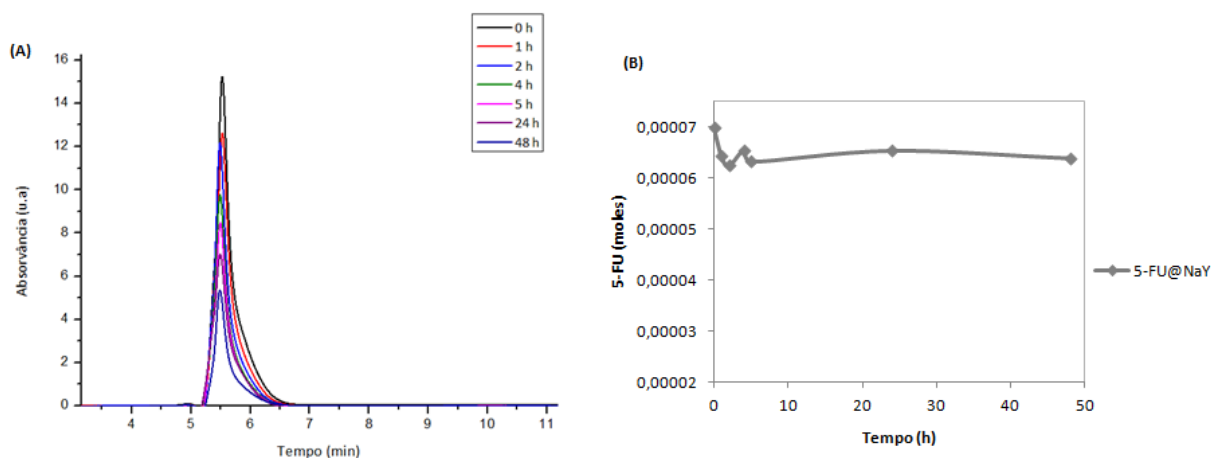 (A)
Absorvância (u.a)
16
14
12
10
8
6
4
2
0
4
5
6
7
8
9
10
11
Tempo (min)
0 h
1 h
2 h
4 h
5 h
24 h
48 h
(B)
5-FU (moles)
0,00007
0,00006
0,00005
0,00004
0,00003
0,00002
0
10
20
30
40
50
Tempo (h)
5-FU@NaY